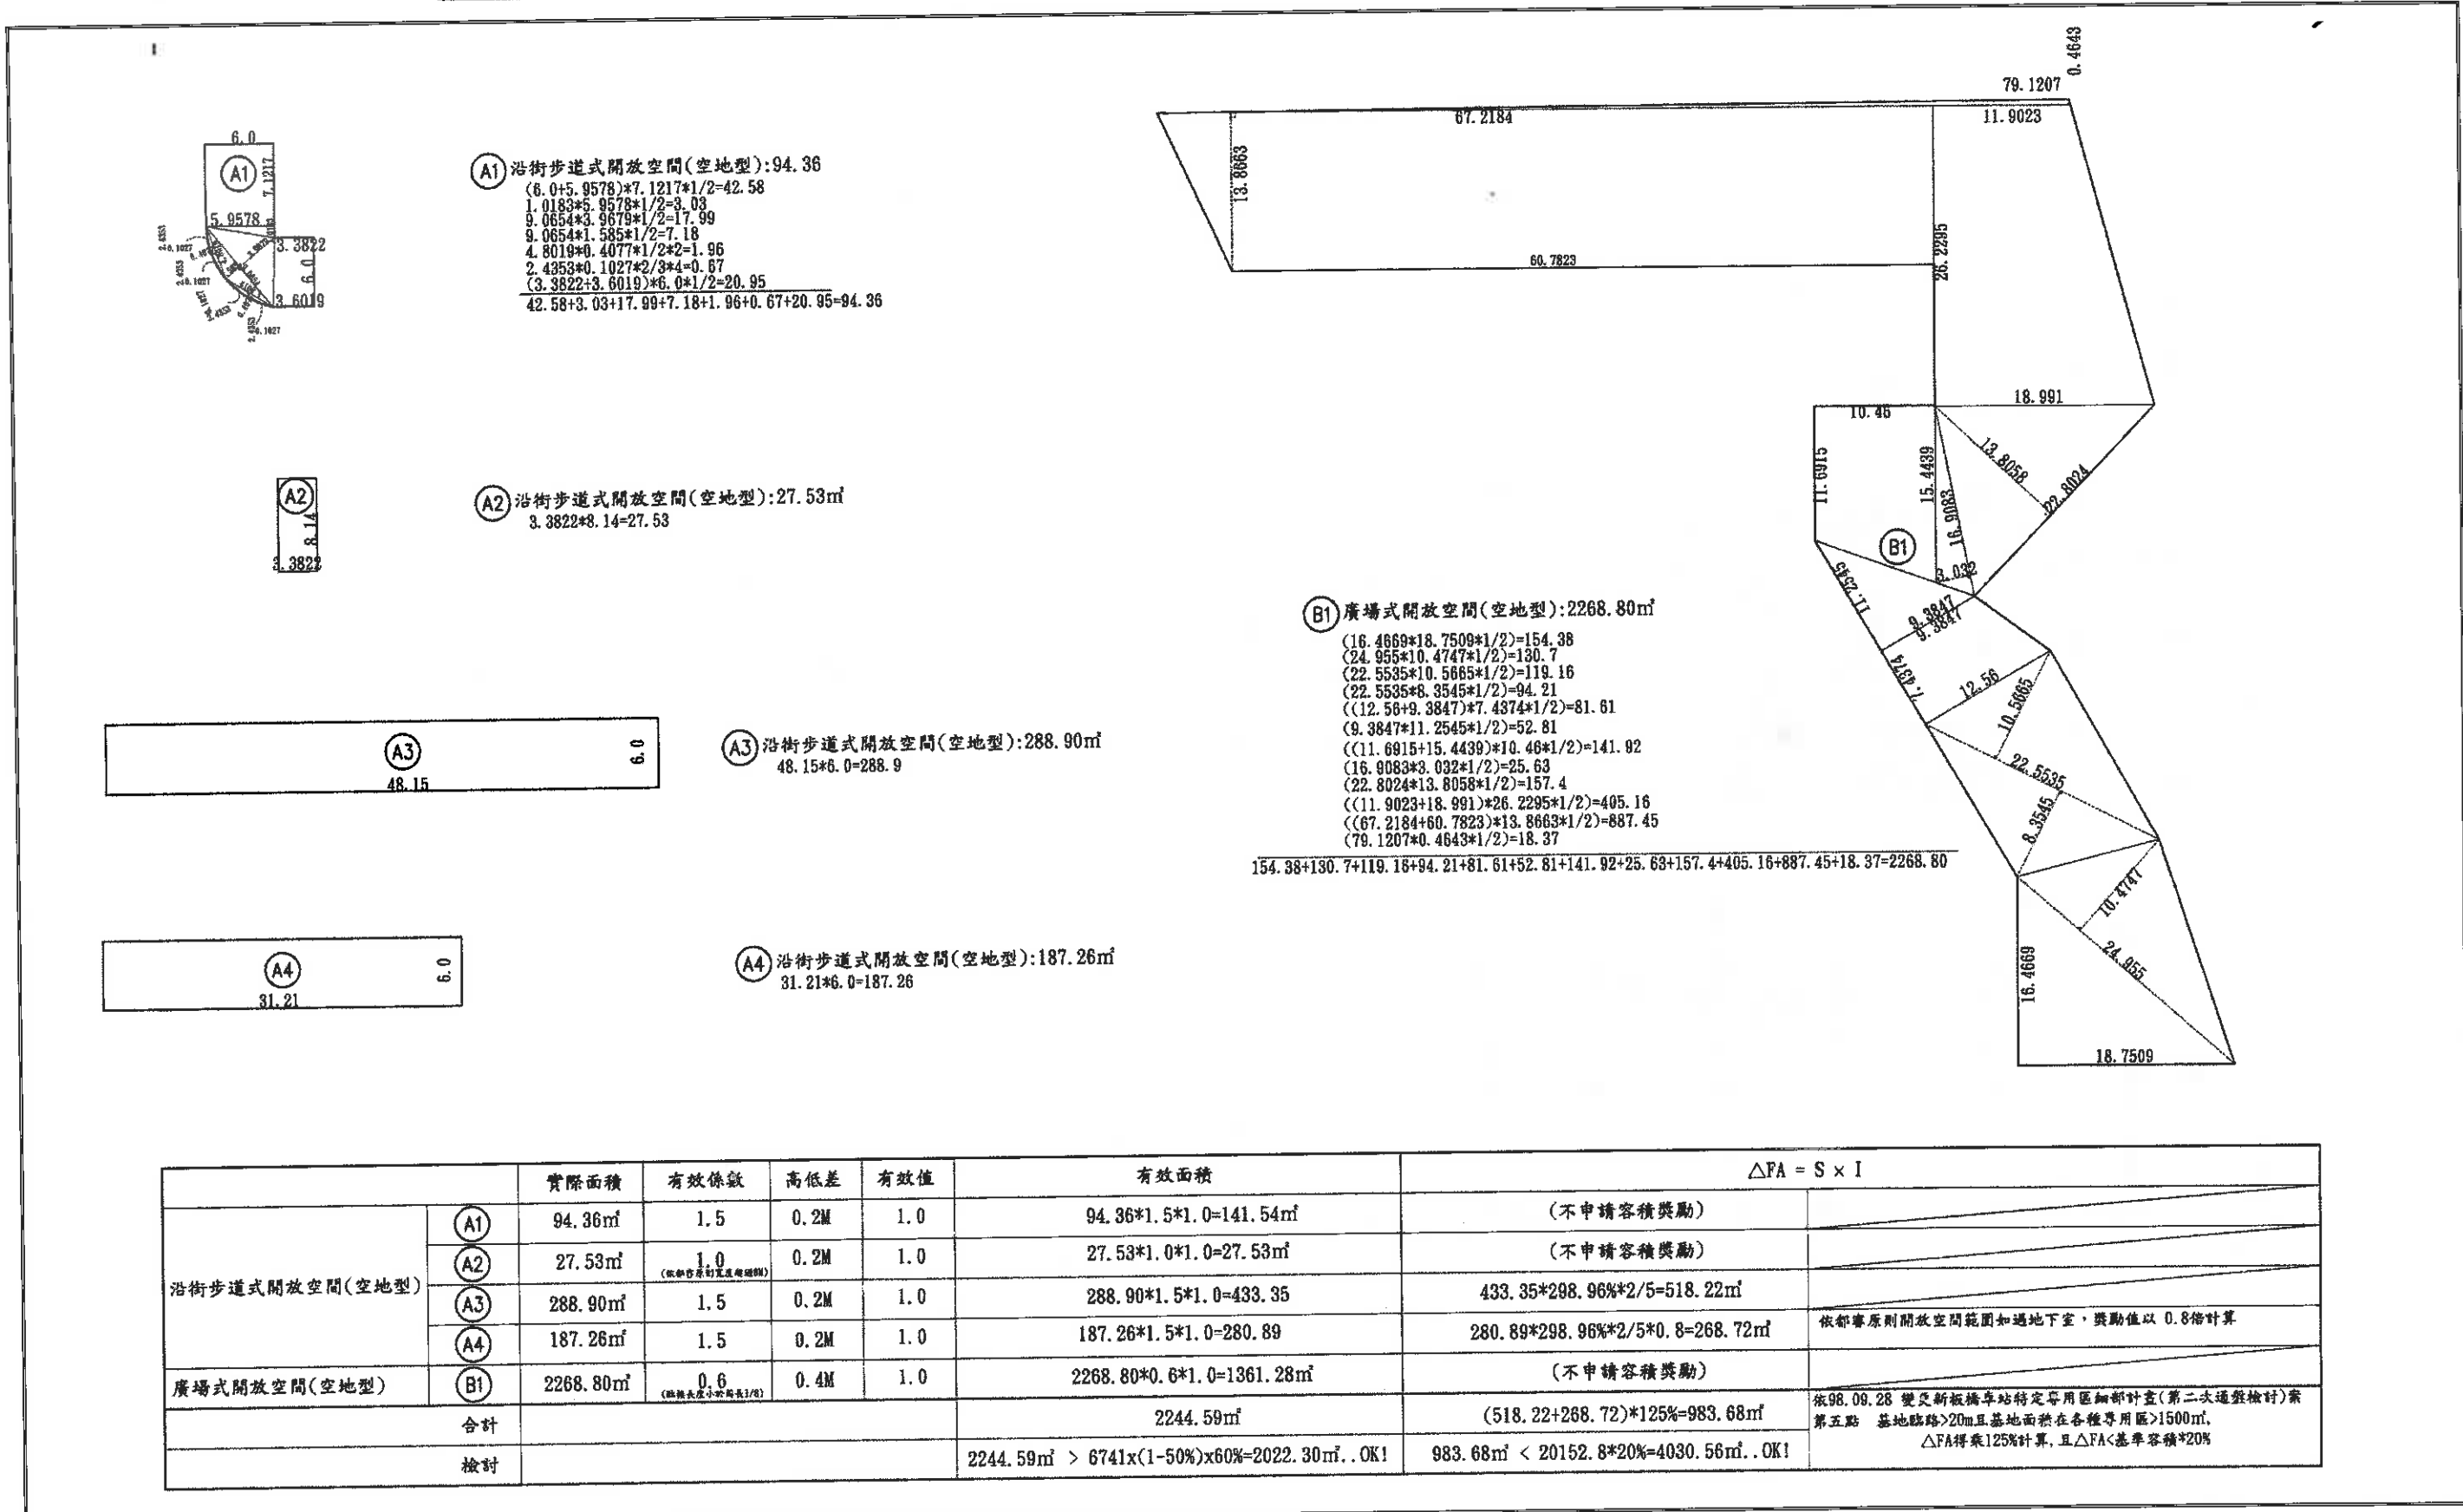 6.0
A1
7.1217
5.9578
3.3822
6.0
3.6019
A1 沿街步道式開放空間(空地型):94.36
(6.0+5.9578)*7.1217*1/2=42.58
1.0183*5.9578*1/2=3.03
9.0654*3.9679*1/2=17.99
9.0654*1.585*1/2=7.18
4.8019*0.4077*1/2*2=1.96
2.4353*0.1027*2/3*4=0.67
(3.3822+3.6019)*6.0*1/2=20.95
42.58+3.03+17.99+7.18+1.96+0.67+20.95=94.36
A2
8.14
3.3822
A2 沿街步道式開放空間(空地型):27.53㎡
3.3822*8.14=27.53
A3
6.0
48.15
A3 沿街步道式開放空間(空地型):288.90㎡
48.15*6.0=288.9
A4
6.0
31.21
A4 沿街步道式開放空間(空地型):187.26㎡
31.21*6.0=187.26
0.4643
79.1207
67.2184
11.9023
13.8663
26.2295
60.7823
10.46
18.991
11.6915
15.4439
13.8058
22.8024
16.9083
B1
3.032
11.2545
9.3847
9.3847
7.4374
12.56
10.5665
22.5535
8.3545
10.4747
24.955
16.4669
18.7509
B1 廣場式開放空間(空地型):2268.80㎡
(16.4669*18.7509*1/2)=154.38
(24.955*10.4747*1/2)=130.7
(22.5535*10.5665*1/2)=119.16
(22.5535*8.3545*1/2)=94.21
((12.56+9.3847)*7.4374*1/2)=81.61
(9.3847*11.2545*1/2)=52.81
((11.6915+15.4439)*10.46*1/2)=141.92
(16.9083*3.032*1/2)=25.63
(22.8024*13.8058*1/2)=157.4
((11.9023+18.991)*26.2295*1/2)=405.16
((67.2184+60.7823)*13.8663*1/2)=887.45
(79.1207*0.4643*1/2)=18.37
154.38+130.7+119.16+94.21+81.61+52.81+141.92+25.63+157.4+405.16+887.45+18.37=2268.80
實際面積 有效係數 高低差 有效值 有效面積 △FA = S × I
沿街步道式開放空間(空地型)
A1 94.36㎡ 1.5 0.2M 1.0 94.36*1.5*1.0=141.54㎡ (不申請容積獎勵)
A2 27.53㎡ 1.0 0.2M 1.0 27.53*1.0*1.0=27.53㎡ (不申請容積獎勵)
A3 288.90㎡ 1.5 0.2M 1.0 288.90*1.5*1.0=433.35 433.35*298.96%*2/5=518.22㎡
A4 187.26㎡ 1.5 0.2M 1.0 187.26*1.5*1.0=280.89 280.89*298.96%*2/5*0.8=268.72㎡ 依都審原則開放空間範圍如遇地下室，獎勵值以 0.8倍計算
廣場式開放空間(空地型) B1 2268.80㎡ 0.6 0.4M 1.0 2268.80*0.6*1.0=1361.28㎡ (不申請容積獎勵)
(臨接長度小於周長1/8)
合計 2244.59㎡ (518.22+268.72)*125%=983.68㎡
檢討 2244.59㎡ > 6741x(1-50%)x60%=2022.30㎡..OK! 983.68㎡ < 20152.8*20%=4030.56㎡..OK!
依98.09.28 變更新板橋車站特定專用區細部計畫(第二次通盤檢討)案
第五點 基地臨路>20m且基地面積在各種專用區>1500㎡,
△FA得乘125%計算,且△FA<基準容積*20%